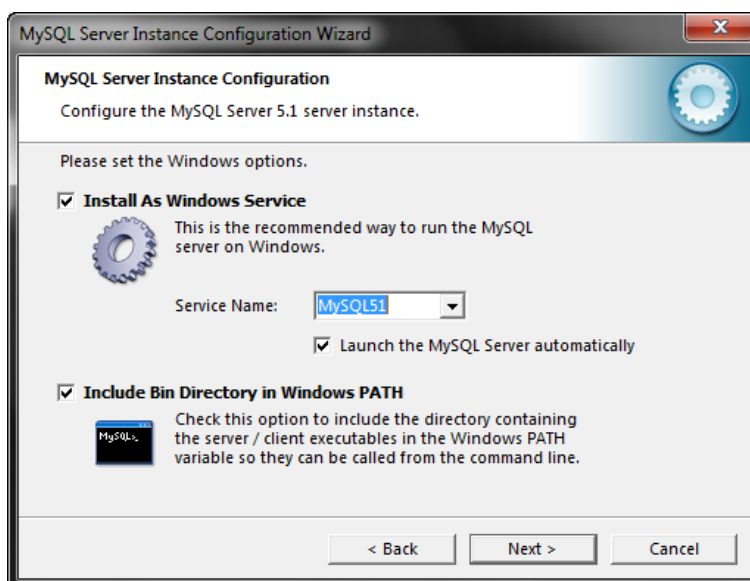 MySQL Server Instance Configuration Wizard
MySQL Server Instance Configuration
Configure the MySQL Server 5.1 server instance.
Please set the Windows options.
Install As Windows Service
This is the recommended way to run the MySQL
server on Windows.
Service Name: MySQL51
Launch the MySQL Server automatically
Include Bin Directory in Windows PATH
MySQL>_
Check this option to include the directory containing
the server / client executables in the Windows PATH
variable so they can be called from the command line.
< Back Next > Cancel